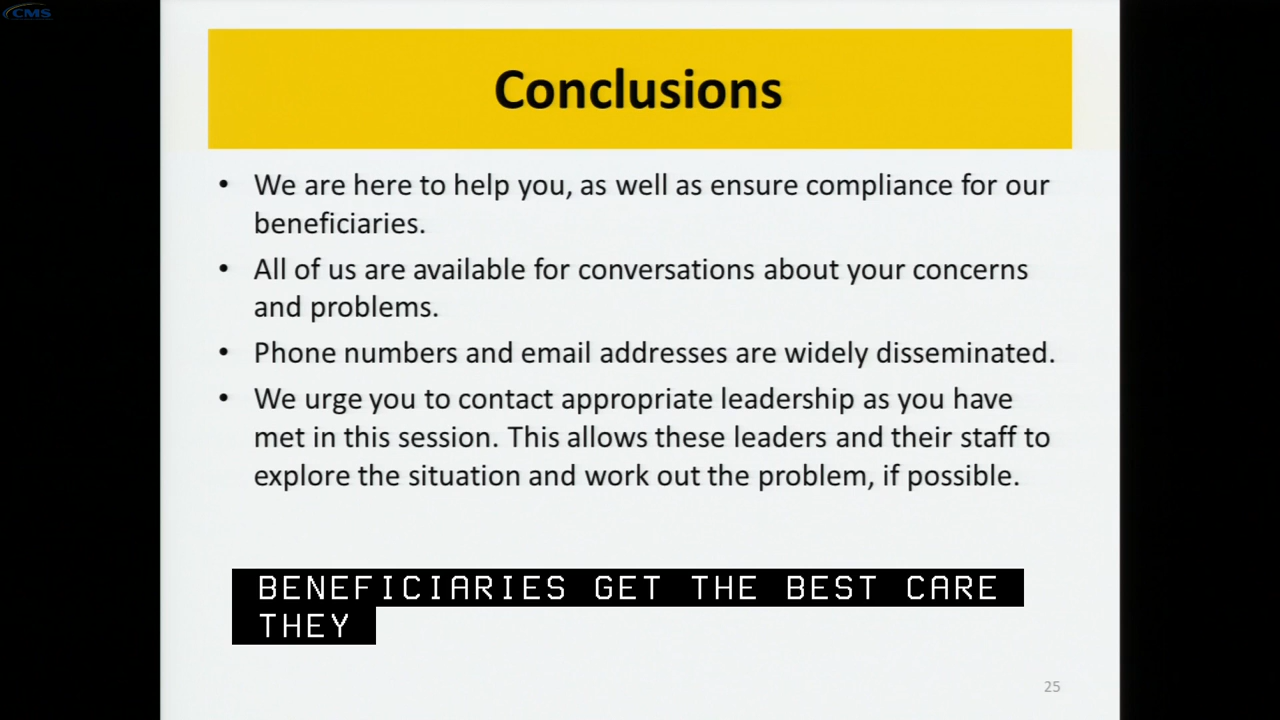 CMS
Conclusions
• We are here to help you, as well as ensure compliance for our
beneficiaries.
• All of us are available for conversations about your concerns
and problems.
• Phone numbers and email addresses are widely disseminated.
• We urge you to contact appropriate leadership as you have
met in this session. This allows these leaders and their staff to
explore the situation and work out the problem, if possible.
BENEFICIARIES GET THE BEST CARE
THEY
25